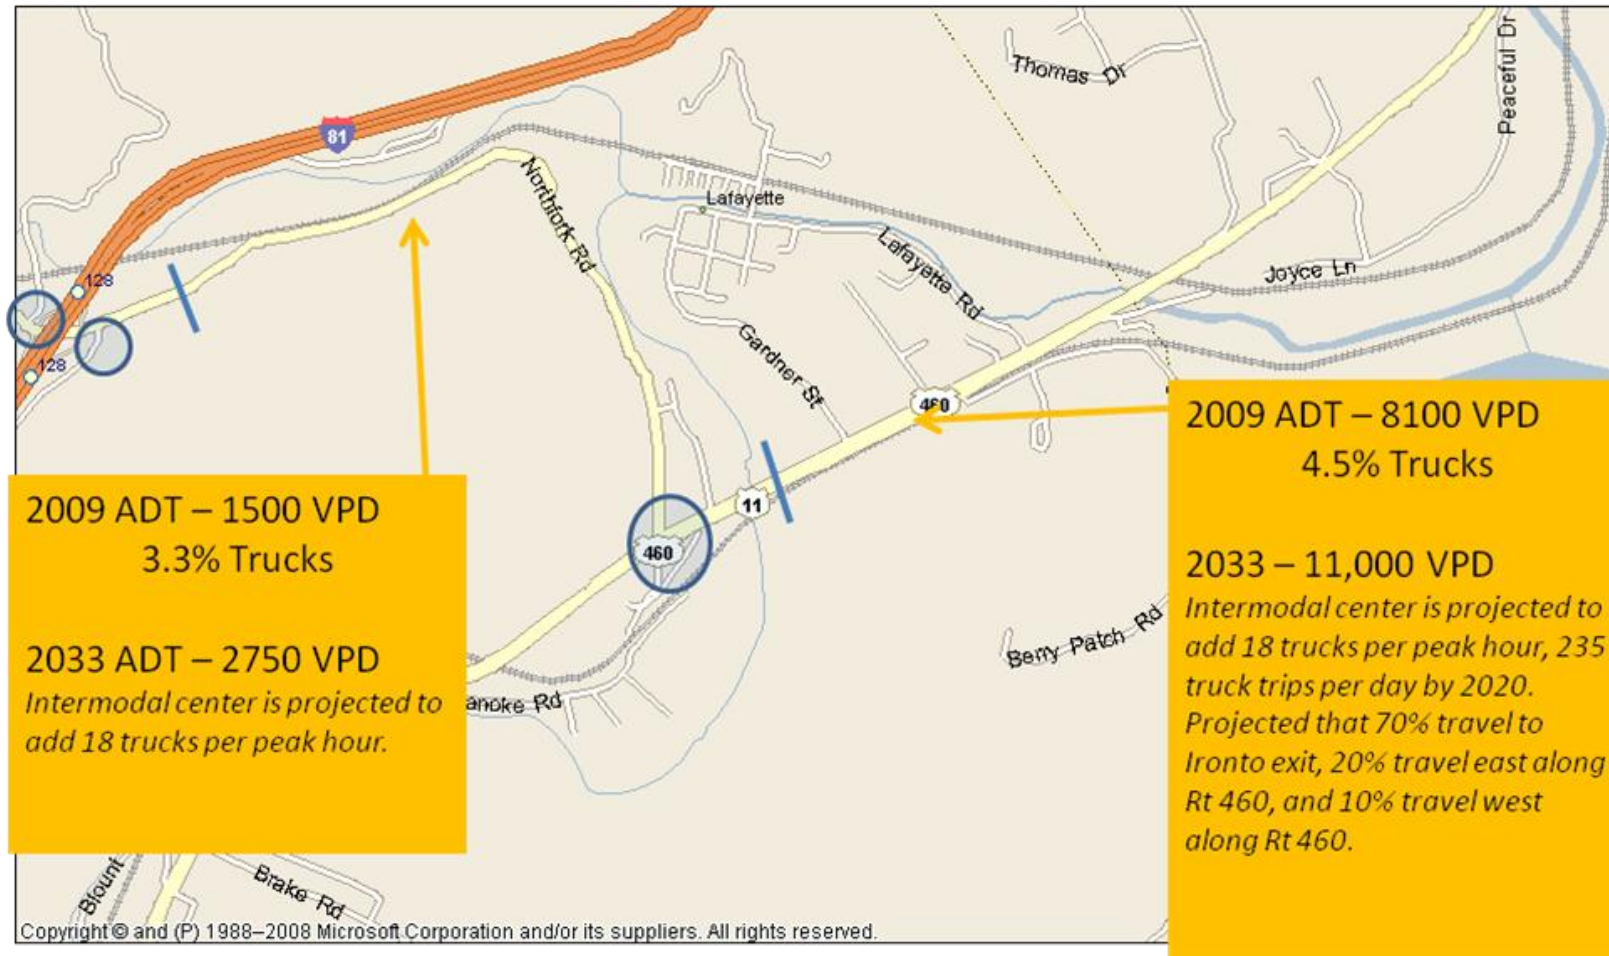 Thomas Dr
Peaceful Dr
81
Northfork Rd
Lafayette
Lafayette Rd
Joyce Ln
128
128
Gardner St
460
11
460
Berry Patch Rd
anoke Rd
Blount
Brake Rd
2009 ADT – 1500 VPD
3.3% Trucks
2033 ADT – 2750 VPD
Intermodal center is projected to
add 18 trucks per peak hour.
2009 ADT – 8100 VPD
4.5% Trucks
2033 – 11,000 VPD
Intermodal center is projected to
add 18 trucks per peak hour, 235
truck trips per day by 2020.
Projected that 70% travel to
Ironto exit, 20% travel east along
Rt 460, and 10% travel west
along Rt 460.
Copyright © and (P) 1988–2008 Microsoft Corporation and/or its suppliers. All rights reserved.